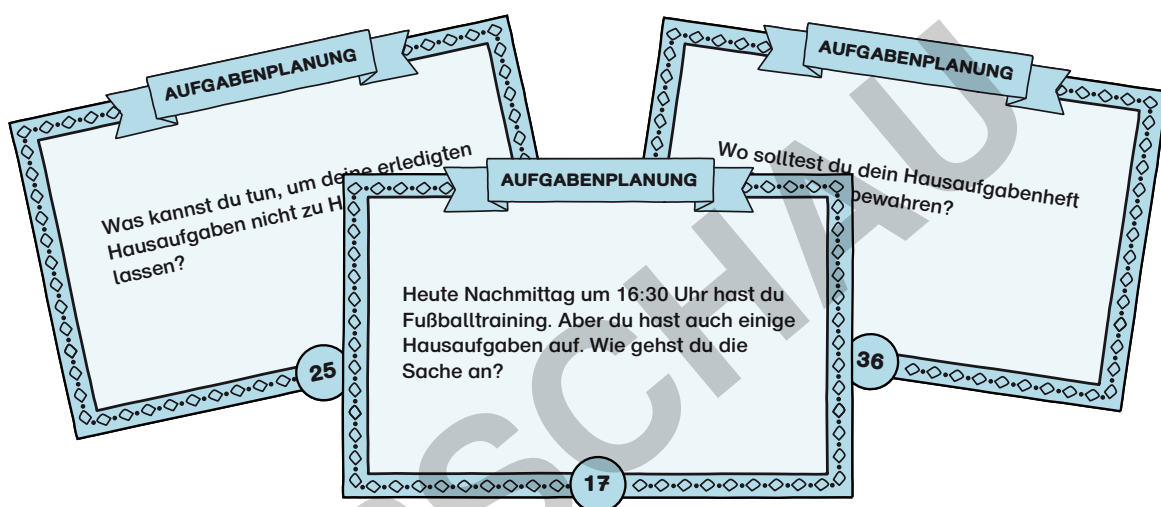 AUFGABENPLANUNG
Was kannst du tun, um deine erledigten
Hausaufgaben nicht zu H
lassen?
25
AUFGABENPLANUNG
Wo solltest du dein Hausaufgabenheft
bewahren?
36
AUFGABENPLANUNG
Heute Nachmittag um 16:30 Uhr hast du
Fußballtraining. Aber du hast auch einige
Hausaufgaben auf. Wie gehst du die
Sache an?
17
SCHAU